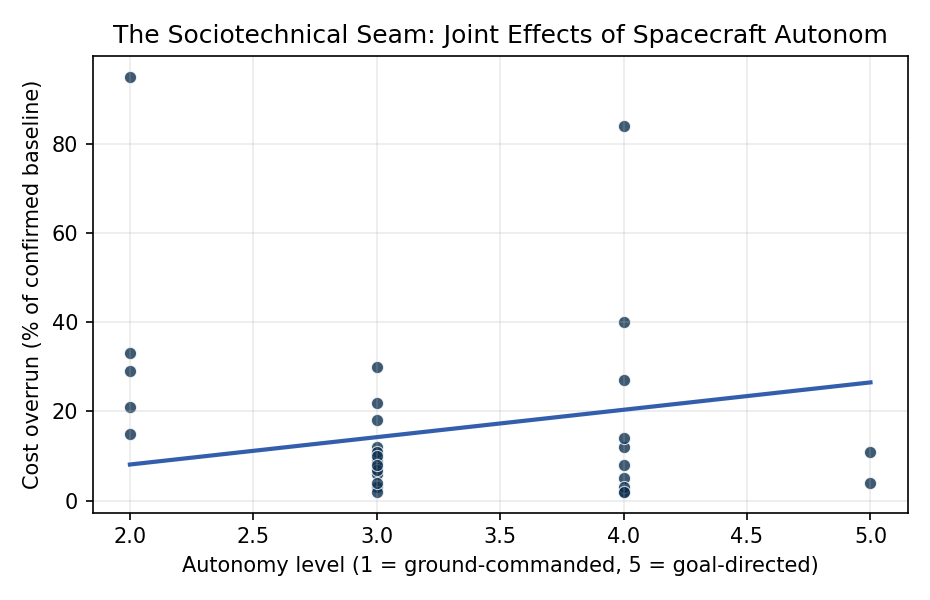 The Sociotechnical Seam: Joint Effects of Spacecraft Autonom
Cost overrun (% of confirmed baseline)
80
60
40
20
0
2.0 2.5 3.0 3.5 4.0 4.5 5.0
Autonomy level (1 = ground-commanded, 5 = goal-directed)